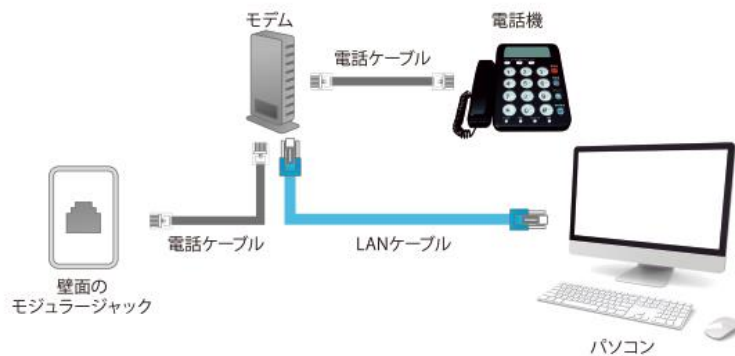 モデム
電話機
電話ケーブル
電話ケーブル
LANケーブル
壁面の
モジュラージャック
パソコン